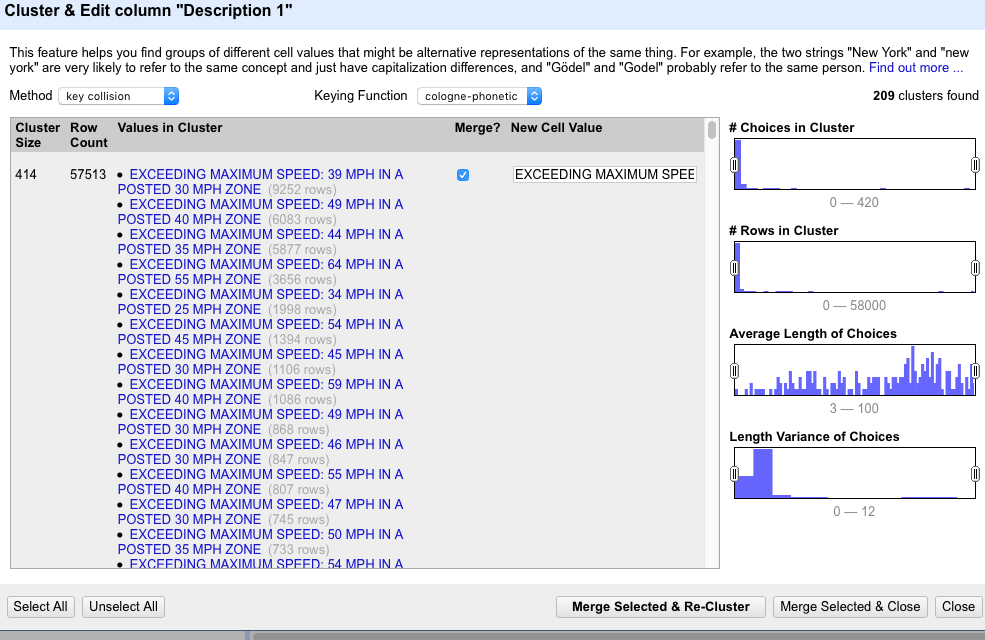 Cluster & Edit column "Description 1"
This feature helps you find groups of different cell values that might be alternative representations of the same thing. For example, the two strings "New York" and "new
york" are very likely to refer to the same concept and just have capitalization differences, and "Gödel" and "Godel" probably refer to the same person. Find out more ...
Method key collision Keying Function cologne-phonetic 209 clusters found
Cluster Size Row Count Values in Cluster Merge? New Cell Value
414 57513 • EXCEEDING MAXIMUM SPEED: 39 MPH IN A EXCEEDING MAXIMUM SPEE
POSTED 30 MPH ZONE (9252 rows)
• EXCEEDING MAXIMUM SPEED: 49 MPH IN A
POSTED 40 MPH ZONE (6083 rows)
• EXCEEDING MAXIMUM SPEED: 44 MPH IN A
POSTED 35 MPH ZONE (5877 rows)
• EXCEEDING MAXIMUM SPEED: 64 MPH IN A
POSTED 55 MPH ZONE (3656 rows)
• EXCEEDING MAXIMUM SPEED: 34 MPH IN A
POSTED 25 MPH ZONE (1998 rows)
• EXCEEDING MAXIMUM SPEED: 54 MPH IN A
POSTED 45 MPH ZONE (1394 rows)
• EXCEEDING MAXIMUM SPEED: 45 MPH IN A
POSTED 30 MPH ZONE (1106 rows)
• EXCEEDING MAXIMUM SPEED: 59 MPH IN A
POSTED 40 MPH ZONE (1086 rows)
• EXCEEDING MAXIMUM SPEED: 49 MPH IN A
POSTED 30 MPH ZONE (868 rows)
• EXCEEDING MAXIMUM SPEED: 46 MPH IN A
POSTED 30 MPH ZONE (847 rows)
• EXCEEDING MAXIMUM SPEED: 55 MPH IN A
POSTED 40 MPH ZONE (807 rows)
• EXCEEDING MAXIMUM SPEED: 47 MPH IN A
POSTED 30 MPH ZONE (745 rows)
• EXCEEDING MAXIMUM SPEED: 50 MPH IN A
POSTED 35 MPH ZONE (733 rows)
• EXCEEDING MAXIMUM SPEED: 54 MPH IN A
# Choices in Cluster
0 — 420
# Rows in Cluster
0 — 58000
Average Length of Choices
3 — 100
Length Variance of Choices
0 — 12
Select All Unselect All Merge Selected & Re-Cluster Merge Selected & Close Close